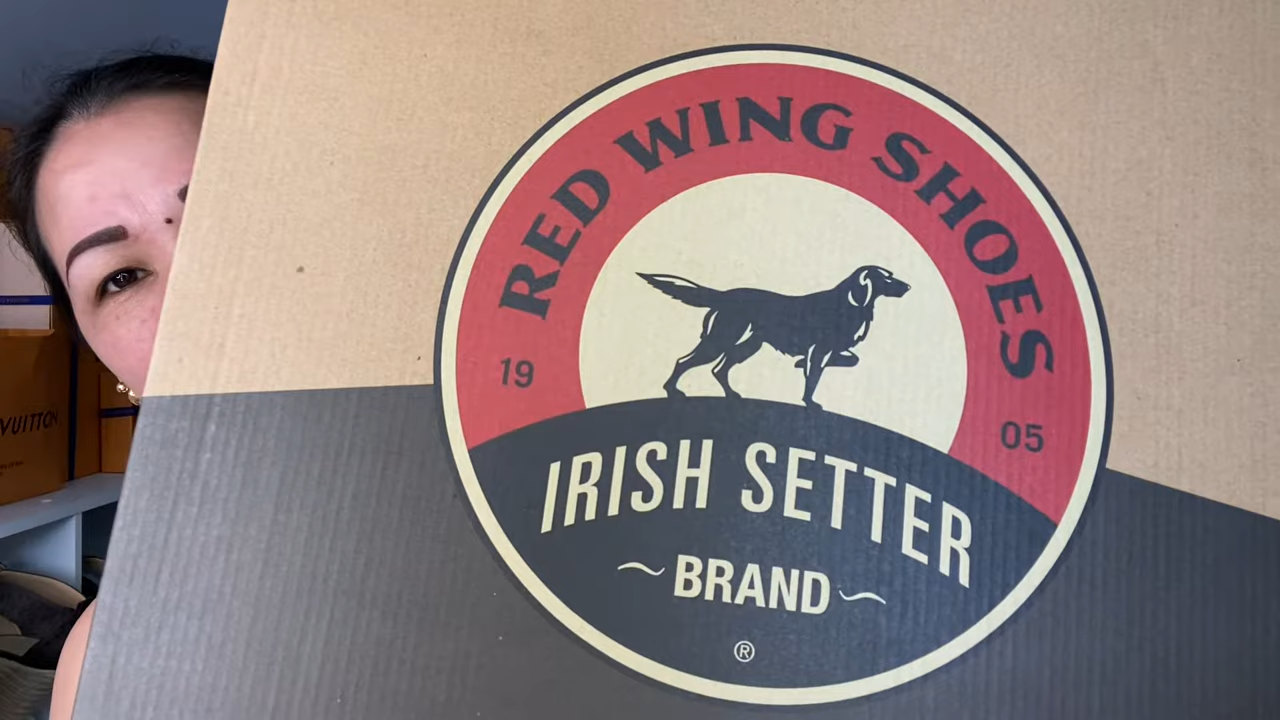 RED WING SHOES
19 05
IRISH SETTER
~BRAND~
®
VUITTON